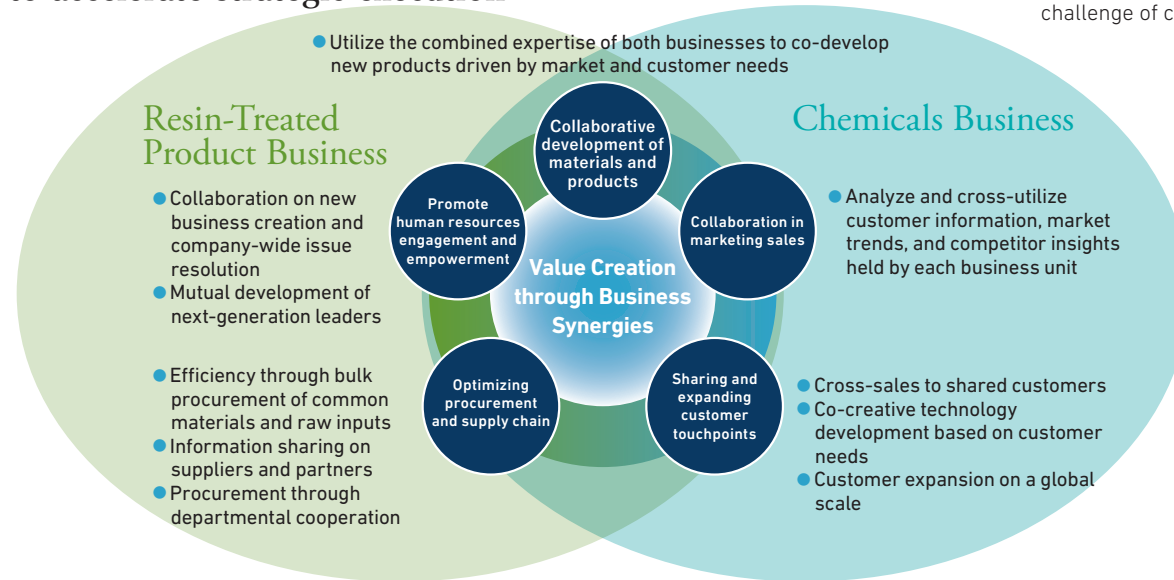 to accelerate strategic execution
challenge of c
● Utilize the combined expertise of both businesses to co-develop
new products driven by market and customer needs
Resin-Treated
Product Business
● Collaboration on new
business creation and
company-wide issue
resolution
● Mutual development of
next-generation leaders
● Efficiency through bulk
procurement of common
materials and raw inputs
● Information sharing on
suppliers and partners
● Procurement through
departmental cooperation
Collaborative
development of
materials and
products
Promote
human resources
engagement and
empowerment
Collaboration in
marketing sales
Value Creation
through Business
Synergies
Optimizing
procurement
and supply chain
Sharing and
expanding
customer
touchpoints
Chemicals Business
● Analyze and cross-utilize
customer information, market
trends, and competitor insights
held by each business unit
● Cross-sales to shared customers
● Co-creative technology
development based on customer
needs
● Customer expansion on a global
scale